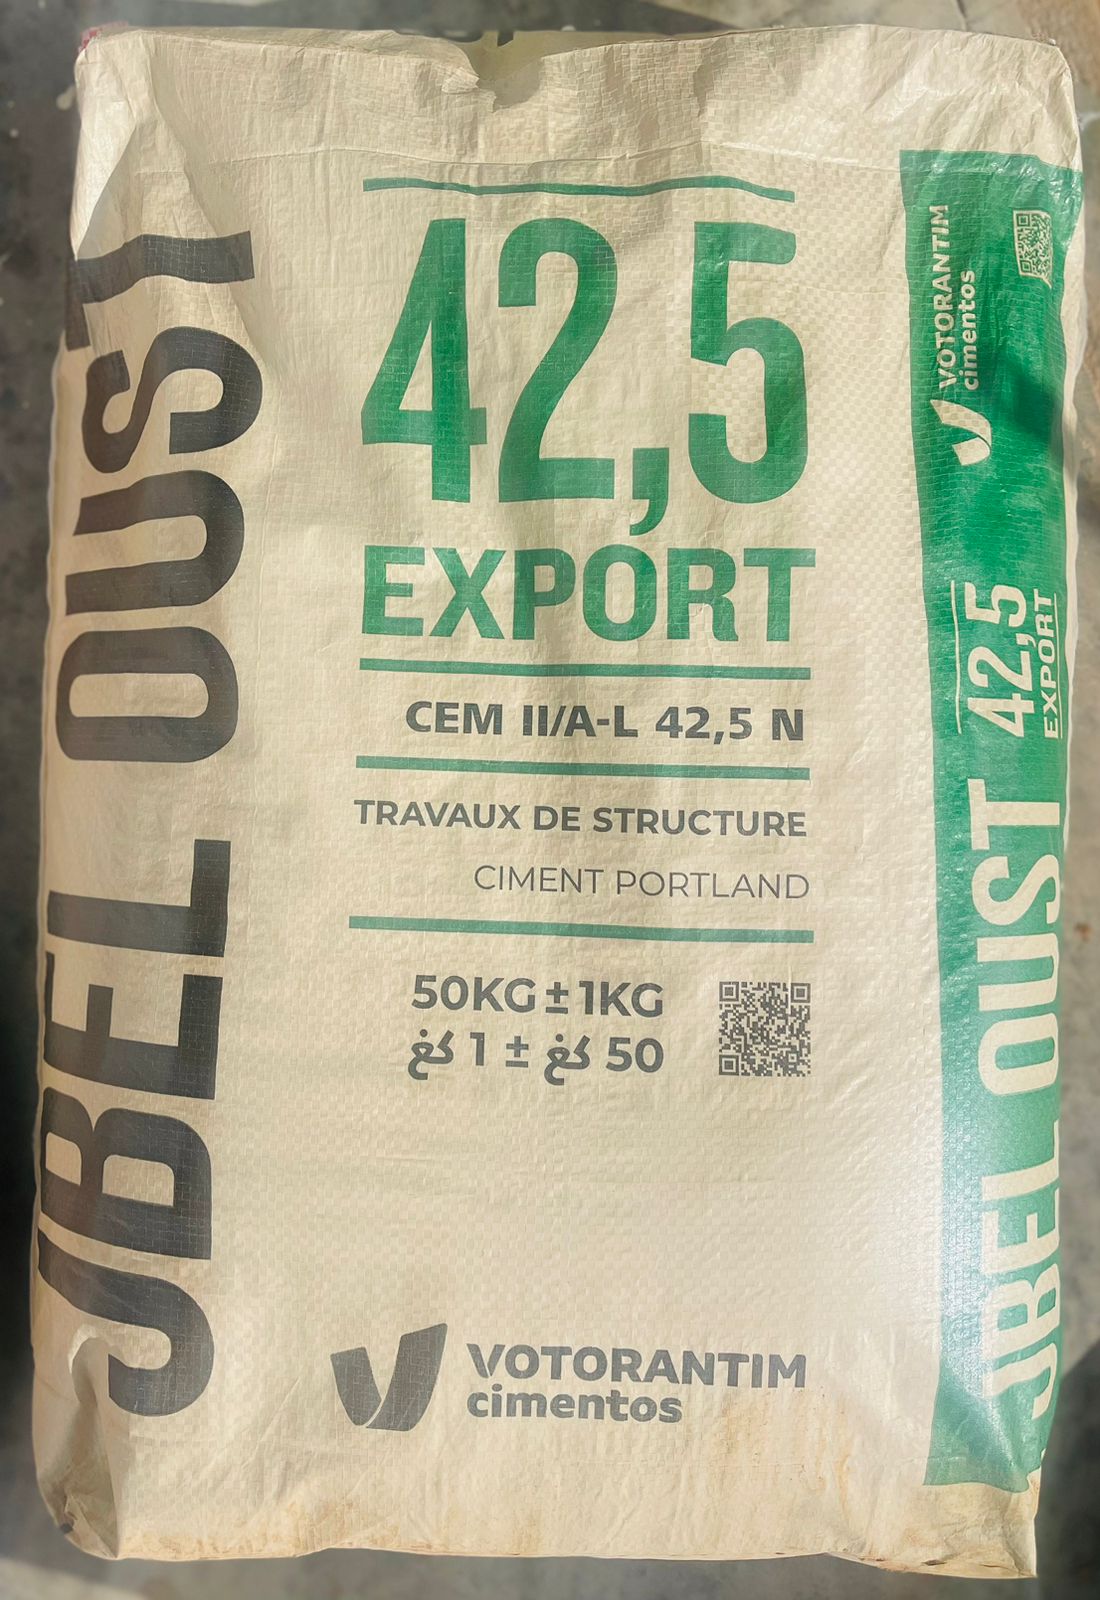 JBEL OUST
42,5
EXPORT
CEM II/A-L 42,5 N
TRAVAUX DE STRUCTURE
CIMENT PORTLAND
50KG ± 1KG
50 كغ ± 1 كغ
VOTORANTIM
cimentos
JBEL OUST
42,5
EXPORT
VOTORANTIM
cimentos